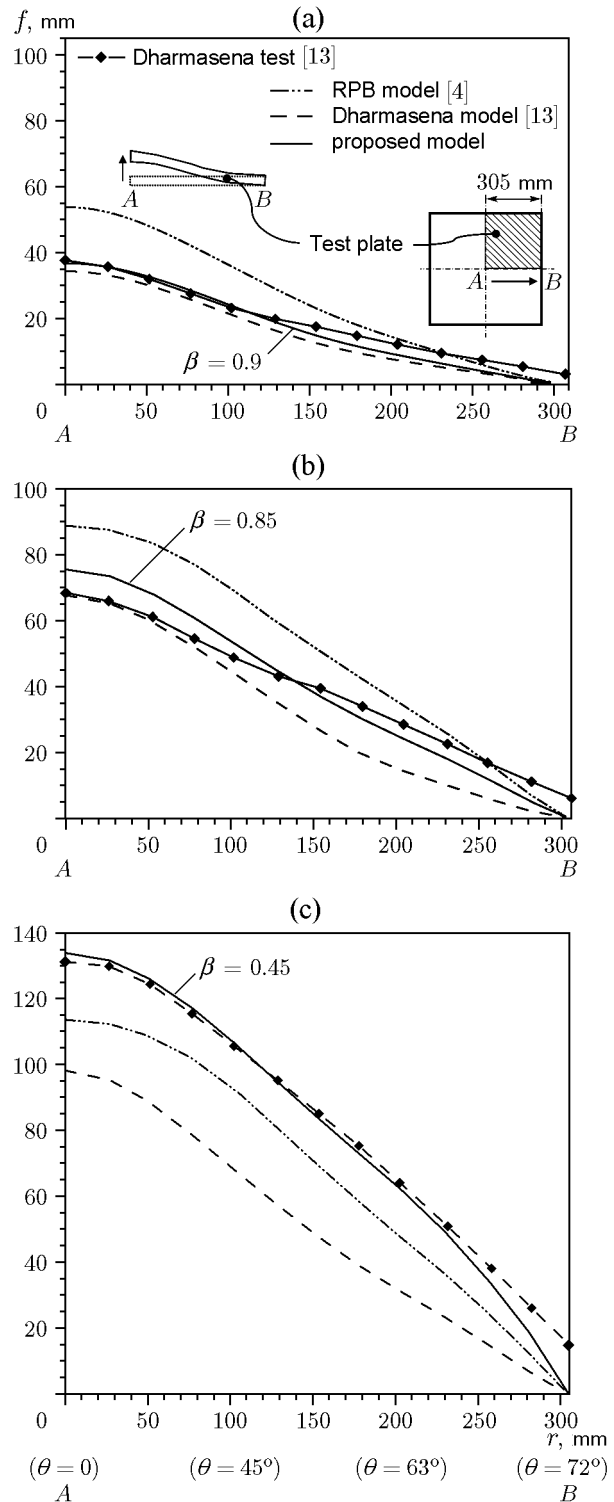 f, mm
(a)
100
80
60
40
20
0
50
100
150
200
250
300
A
B
Dharmasena test [13]
RPB model [4]
Dharmasena model [13]
proposed model
A
B
305 mm
Test plate
A
B
β = 0.9
(b)
100
80
60
40
20
0
50
100
150
200
250
300
A
B
β = 0.85
(c)
140
120
100
80
60
40
20
0
50
100
150
200
250
300
β = 0.45
r, mm
(θ = 0)
(θ = 45º)
(θ = 63º)
(θ = 72º)
A
B